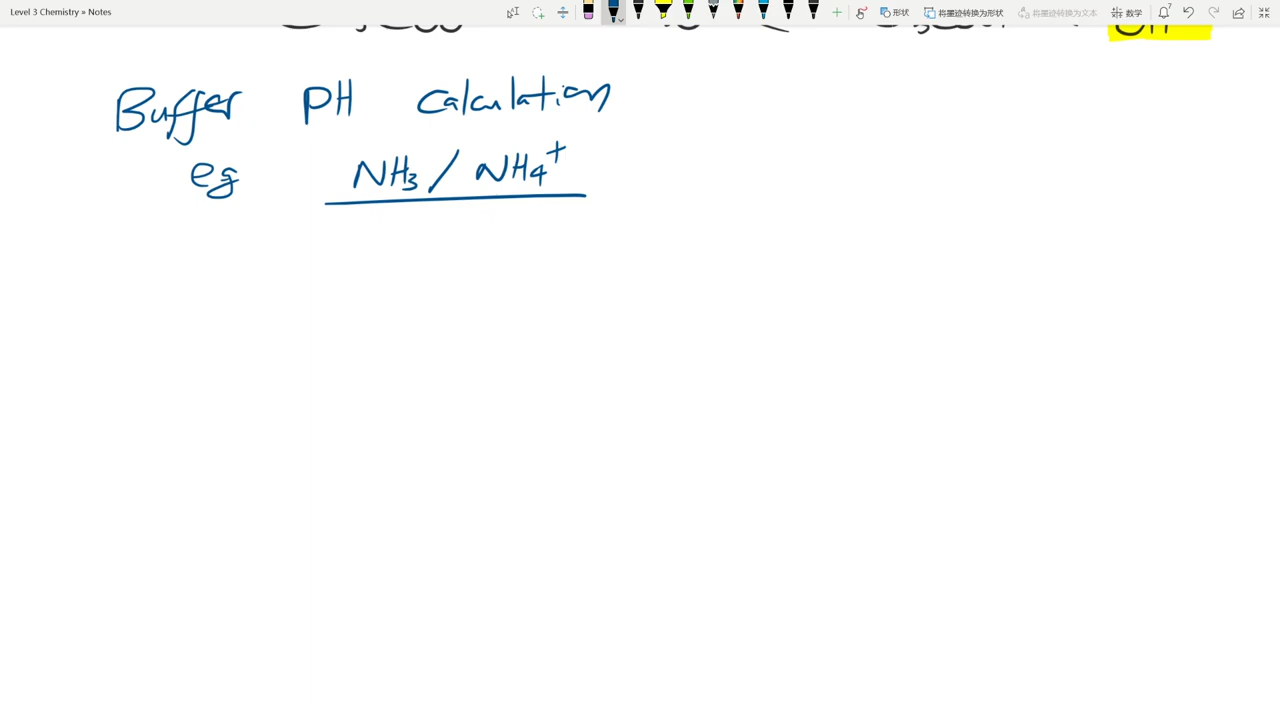 Level 3 Chemistry » Notes
形状 将墨迹转换为形状 将墨迹转换为文本 数学
Buffer PH Calculation
eg NH3 / NH4+